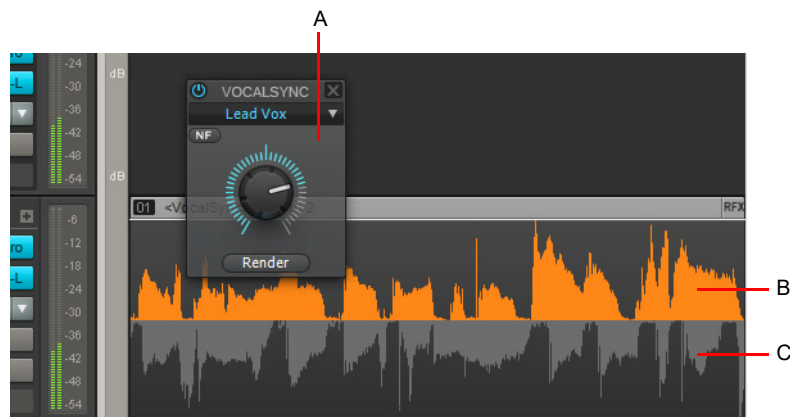 A
-24
-L
-30
-36
-42
-48
-54
dB
dB
VOCALSYNC
Lead Vox
NF
Render
01 <VocalSy 2
RFX
-6
ro
-12
-18
-L
-24
-30
-36
-42
-48
-54
B
C